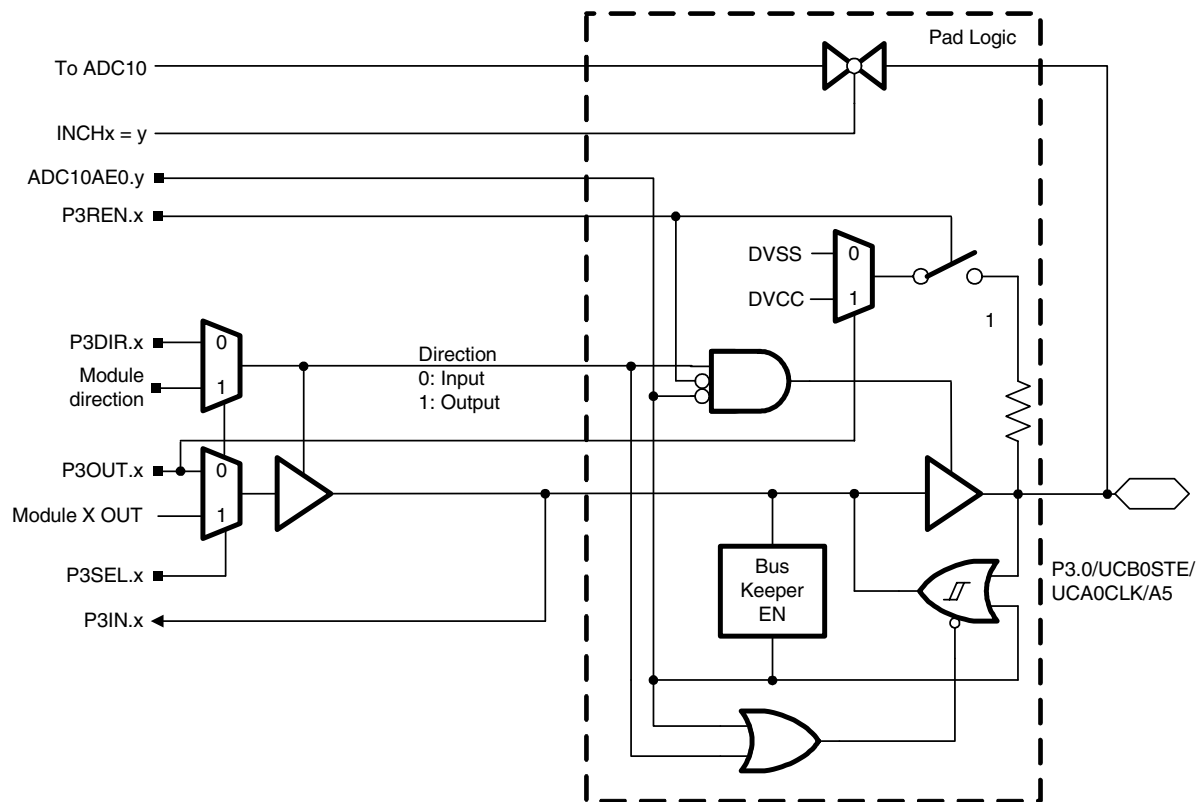 Pad Logic
To ADC10
INCHx = y
ADC10AE0.y
P3REN.x
DVSS
0
DVCC
1
1
P3DIR.x
0
Module
direction
1
Direction
0: Input
1: Output
P3OUT.x
0
Module X OUT
1
P3SEL.x
P3IN.x
Bus
Keeper
EN
P3.0/UCB0STE/
UCA0CLK/A5